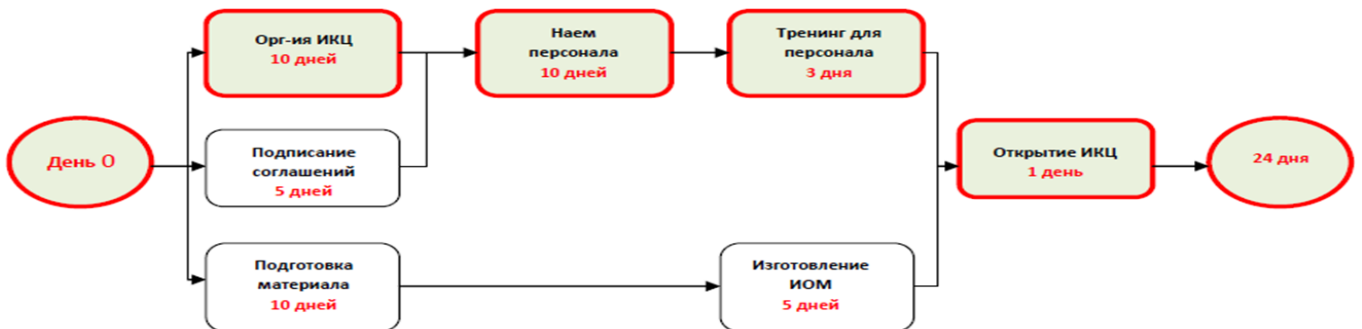 День 0
Орг-ия ИКЦ
10 дней
Подписание
соглашений
5 дней
Подготовка
материала
10 дней
Наем
персонала
10 дней
Тренинг для
персонала
3 дня
Изготовление
ИОМ
5 дней
Открытие ИКЦ
1 день
24 дня